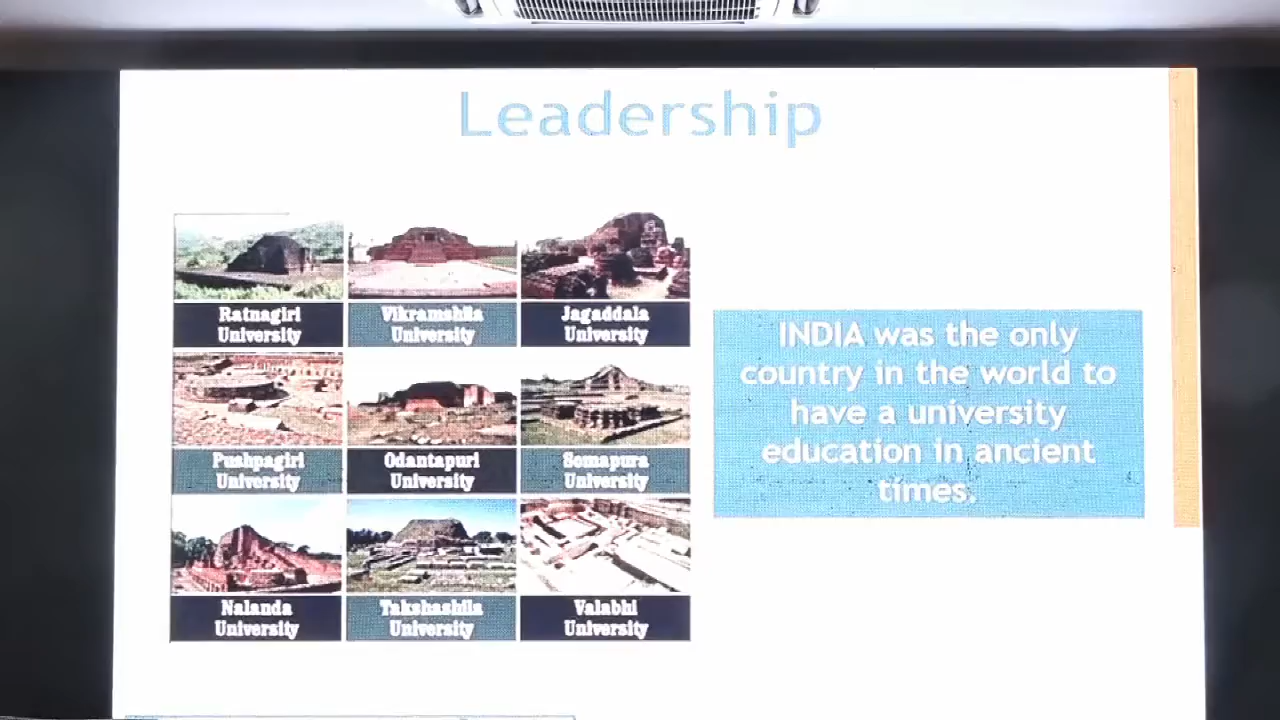 Leadership
Ratnagiri
University
Vikramshila
University
Jagaddala
University
Pushpagiri
University
Odantapuri
University
Somapura
University
Nalanda
University
Takshashila
University
Valabhi
University
INDIA was the only
country in the world to
have a university
education in ancient
times.